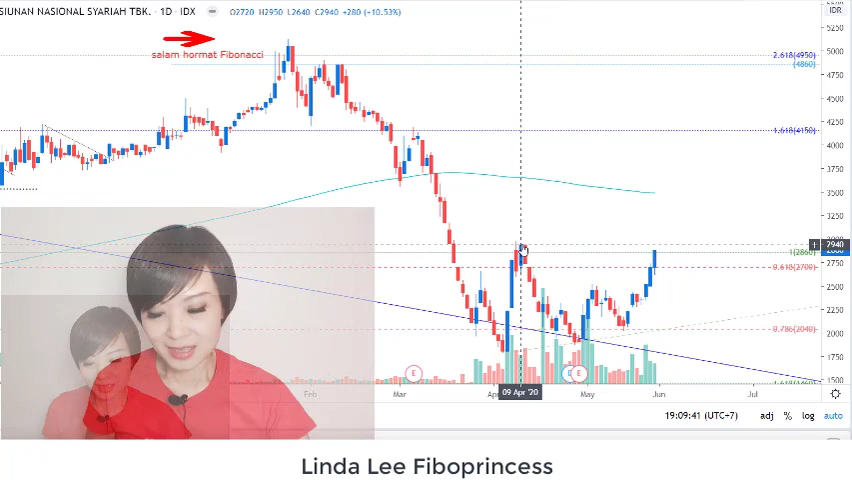 SIUNAN NASIONAL SYARIAH TBK. · 1D · IDX O2720 H2950 L2640 C2940 +280 (+10.53%)
IDR
salam hormat Fibonacci
5000
2.618(4950)
(4860)
4750
4500
4250
1.618(4150)
4000
3750
3500
3250
2940
1(2860)
2750
0.618(2700)
2500
2250
0.786(2040)
2000
1750
1500
E
E
Feb
Mar
09 Apr '20
May
Jun
Jul
19:09:41 (UTC+7) adj % log auto
Linda Lee Fiboprincess